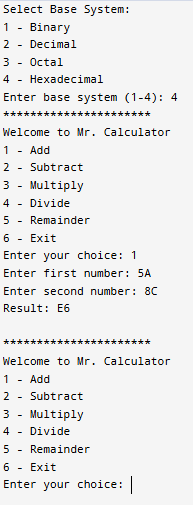 Select Base System:
1 - Binary
2 - Decimal
3 - Octal
4 - Hexadecimal
Enter base system (1-4): 4
**********************
Welcome to Mr. Calculator
1 - Add
2 - Subtract
3 - Multiply
4 - Divide
5 - Remainder
6 - Exit
Enter your choice: 1
Enter first number: 5A
Enter second number: 8C
Result: E6

**********************
Welcome to Mr. Calculator
1 - Add
2 - Subtract
3 - Multiply
4 - Divide
5 - Remainder
6 - Exit
Enter your choice: